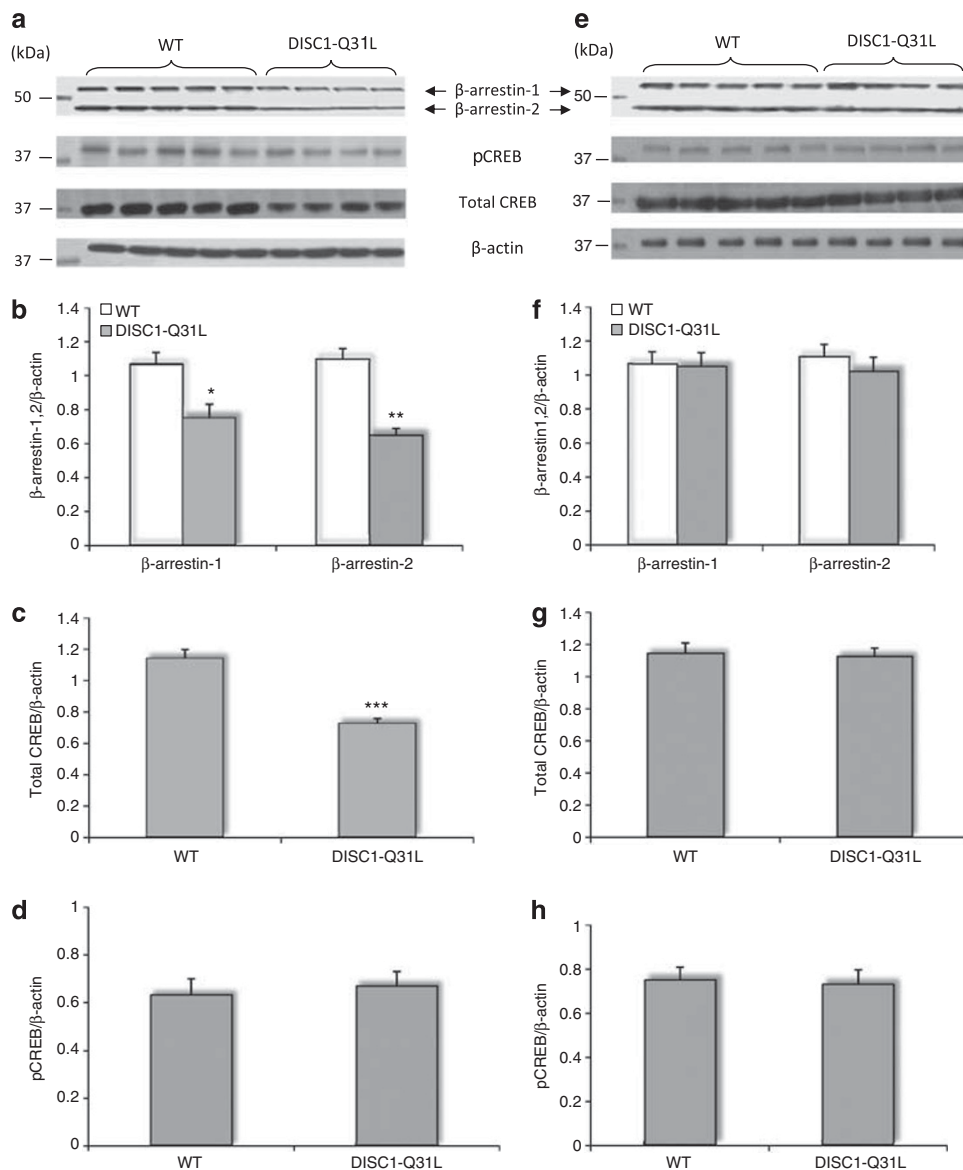 a
(kDa)
WT
DISC1-Q31L
50
β-arrestin-1
β-arrestin-2
37
pCREB
37
Total CREB
37
β-actin
e
(kDa)
WT
DISC1-Q31L
50
37
37
37
b
WT
DISC1-Q31L
β-arrestin-1,2/β-actin
1.4
1.2
1
0.8
0.6
0.4
0.2
0
*
**
β-arrestin-1
β-arrestin-2
f
WT
DISC1-Q31L
β-arrestin1,2/β-actin
1.4
1.2
1
0.8
0.6
0.4
0.2
0
β-arrestin-1
β-arrestin-2
c
Total CREB/β-actin
1.4
1.2
1
0.8
0.6
0.4
0.2
0
***
WT
DISC1-Q31L
g
Total CREB/β-actin
1.4
1.2
1
0.8
0.6
0.4
0.2
0
WT
DISC1-Q31L
d
pCREB/β-actin
1
0.8
0.6
0.4
0.2
0
WT
DISC1-Q31L
h
pCREB/β-actin
1
0.8
0.6
0.4
0.2
0
WT
DISC1-Q31L